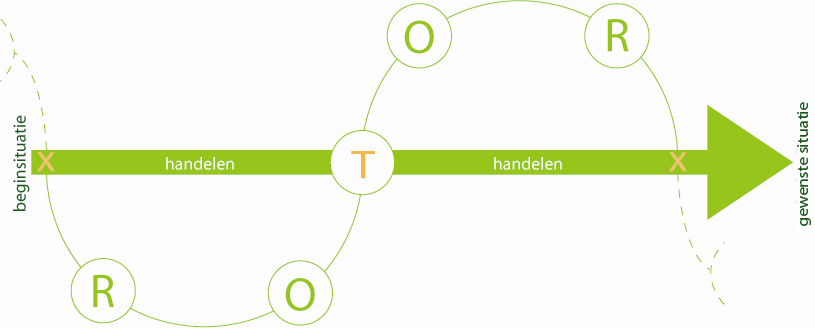 O
R
beginsituatie
X
handelen
T
handelen
X
gewenste situatie
R
O